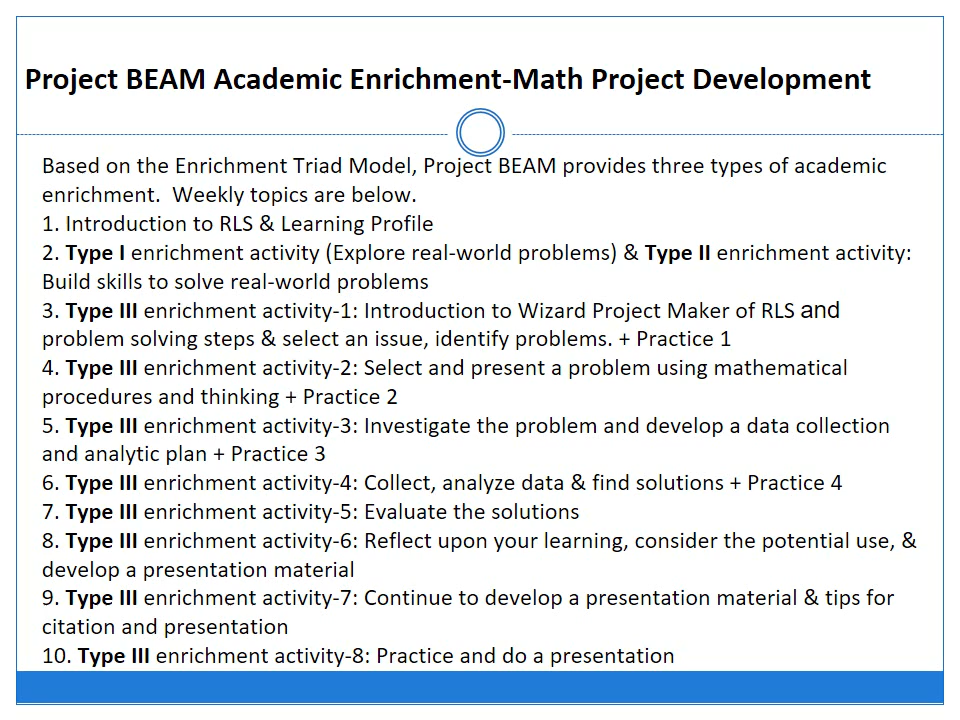 Project BEAM Academic Enrichment-Math Project Development
Based on the Enrichment Triad Model, Project BEAM provides three types of academic
enrichment.  Weekly topics are below.
1. Introduction to RLS & Learning Profile
2. Type I enrichment activity (Explore real-world problems) & Type II enrichment activity:
Build skills to solve real-world problems
3. Type III enrichment activity-1: Introduction to Wizard Project Maker of RLS and
problem solving steps & select an issue, identify problems. + Practice 1
4. Type III enrichment activity-2: Select and present a problem using mathematical
procedures and thinking + Practice 2
5. Type III enrichment activity-3: Investigate the problem and develop a data collection
and analytic plan + Practice 3
6. Type III enrichment activity-4: Collect, analyze data & find solutions + Practice 4
7. Type III enrichment activity-5: Evaluate the solutions
8. Type III enrichment activity-6: Reflect upon your learning, consider the potential use, &
develop a presentation material
9. Type III enrichment activity-7: Continue to develop a presentation material & tips for
citation and presentation
10. Type III enrichment activity-8: Practice and do a presentation